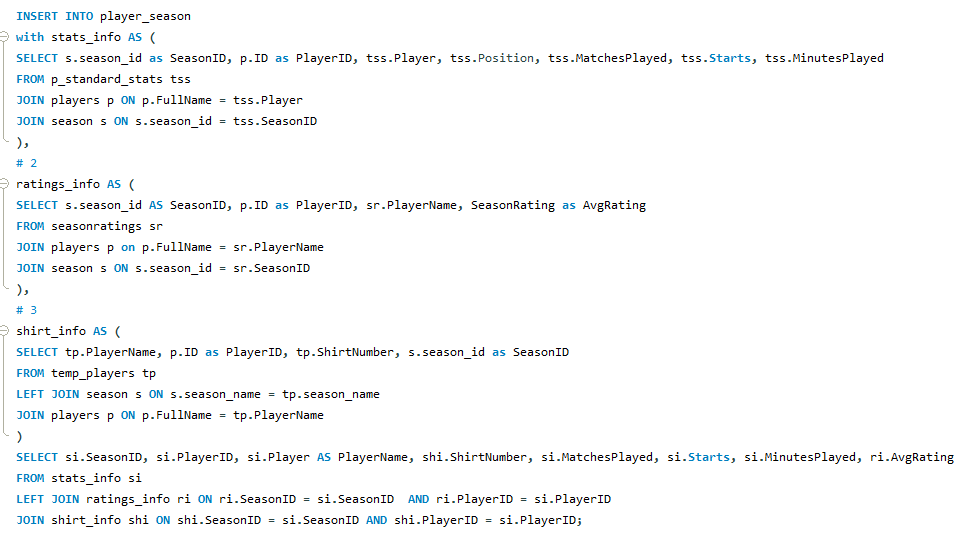 INSERT INTO player_season
with stats_info AS (
SELECT s.season_id as SeasonID, p.ID as PlayerID, tss.Player, tss.Position, tss.MatchesPlayed, tss.Starts, tss.MinutesPlayed
FROM p_standard_stats tss
JOIN players p ON p.FullName = tss.Player
JOIN season s ON s.season_id = tss.SeasonID
),
# 2
ratings_info AS (
SELECT s.season_id AS SeasonID, p.ID as PlayerID, sr.PlayerName, SeasonRating as AvgRating
FROM seasonratings sr
JOIN players p on p.FullName = sr.PlayerName
JOIN season s ON s.season_id = sr.SeasonID
),
# 3
shirt_info AS (
SELECT tp.PlayerName, p.ID as PlayerID, tp.ShirtNumber, s.season_id as SeasonID
FROM temp_players tp
LEFT JOIN season s ON s.season_name = tp.season_name
JOIN players p ON p.FullName = tp.PlayerName
)
SELECT si.SeasonID, si.PlayerID, si.Player AS PlayerName, shi.ShirtNumber, si.MatchesPlayed, si.Starts, si.MinutesPlayed, ri.AvgRating
FROM stats_info si
LEFT JOIN ratings_info ri ON ri.SeasonID = si.SeasonID  AND ri.PlayerID = si.PlayerID
JOIN shirt_info shi ON shi.SeasonID = si.SeasonID AND shi.PlayerID = si.PlayerID;